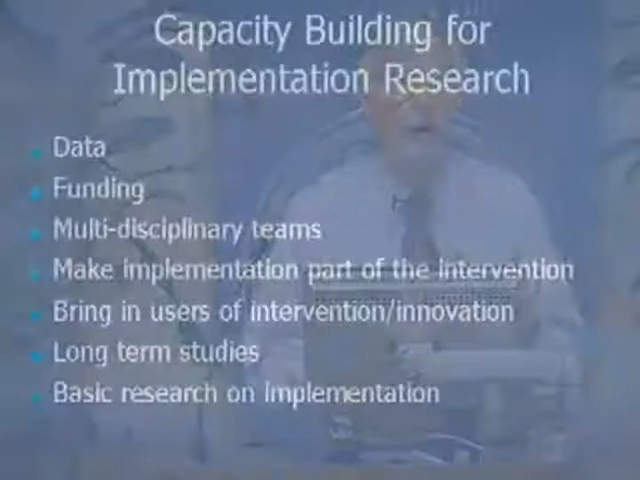 Capacity Building for
Implementation Research
Data
Funding
Multi-disciplinary teams
Make implementation part of the intervention
Bring in users of intervention/innovation
Long term studies
Basic research on implementation